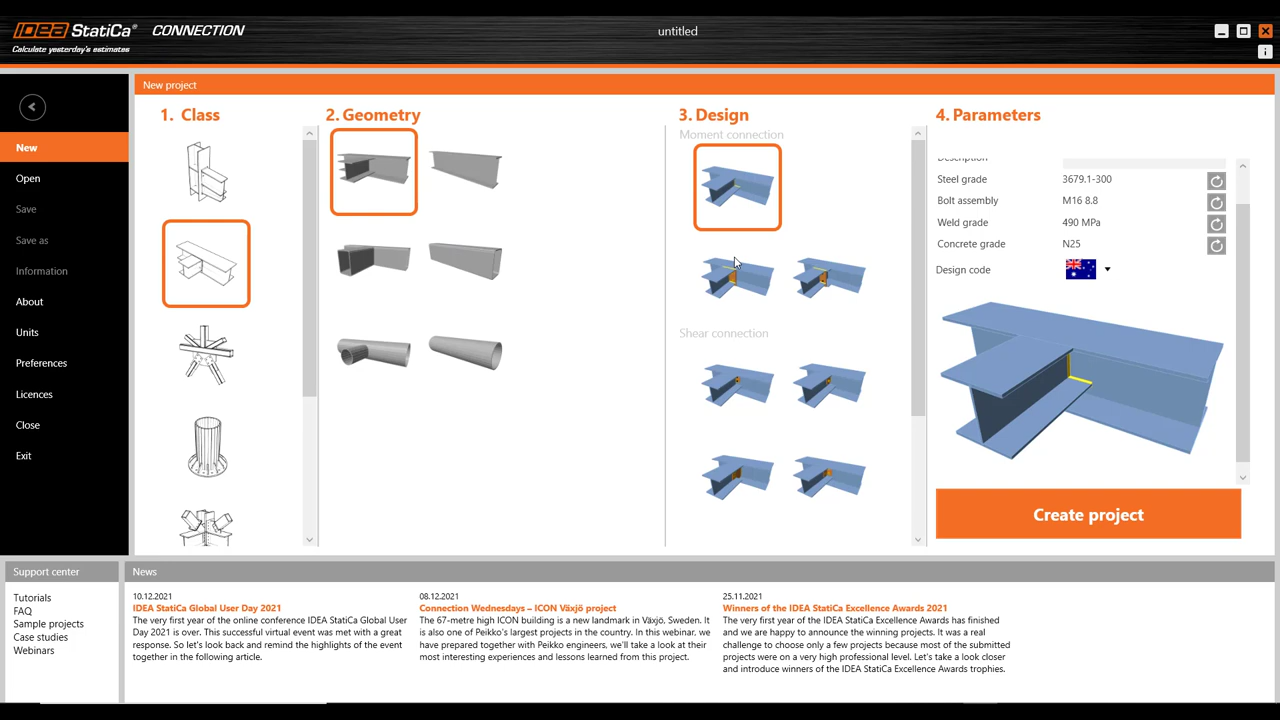 IDEA StatiCa® CONNECTION
Calculate yesterday's estimates
untitled
i
New
Open
Save
Save as
Information
About
Units
Preferences
Licences
Close
Exit
New project
1. Class
2. Geometry
3. Design
Moment connection
Shear connection
4. Parameters
Description
Steel grade 3679.1-300
Bolt assembly M16 8.8
Weld grade 490 MPa
Concrete grade N25
Design code
Create project
Support center
Tutorials
FAQ
Sample projects
Case studies
Webinars
News
10.12.2021
IDEA StatiCa Global User Day 2021
The very first year of the online conference IDEA StatiCa Global User
Day 2021 is over. This successful virtual event was met with a great
response. So let's look back and remind the highlights of the event
together in the following article.
08.12.2021
Connection Wednesdays – ICON Växjö project
The 67-metre high ICON building is a new landmark in Växjö, Sweden. It
is also one of Peikko's largest projects in the country. In this webinar, we
have prepared together with Peikko engineers, we'll take a look at their
most interesting experiences and lessons learned from this project.
25.11.2021
Winners of the IDEA StatiCa Excellence Awards 2021
The very first year of the IDEA StatiCa Excellence Awards has finished
and we are happy to announce the winning projects. It was a real
challenge to choose only a few projects because most of the submitted
projects were on a very high professional level. Let's take a look closer
and introduce winners of the IDEA StatiCa Excellence Awards trophies.